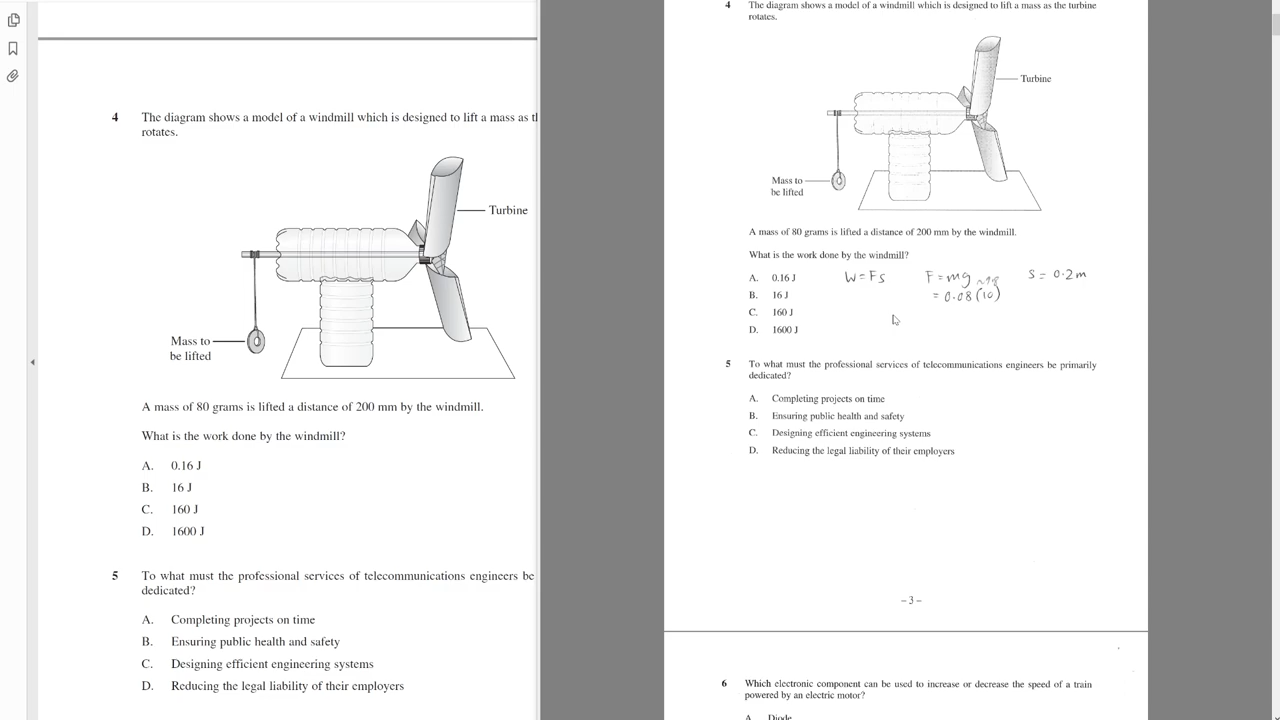 4 The diagram shows a model of a windmill which is designed to lift a mass as t
rotates.
Turbine
Mass to
be lifted
A mass of 80 grams is lifted a distance of 200 mm by the windmill.
What is the work done by the windmill?
A. 0.16 J
B. 16 J
C. 160 J
D. 1600 J
5 To what must the professional services of telecommunications engineers be
dedicated?
A. Completing projects on time
B. Ensuring public health and safety
C. Designing efficient engineering systems
D. Reducing the legal liability of their employers
4 The diagram shows a model of a windmill which is designed to lift a mass as the turbine
rotates.
Turbine
Mass to
be lifted
A mass of 80 grams is lifted a distance of 200 mm by the windmill.
What is the work done by the windmill?
A. 0.16 J W = Fs F = mg S = 0.2 m
B. 16 J = 0.08 (10)
C. 160 J
D. 1600 J
5 To what must the professional services of telecommunications engineers be primarily
dedicated?
A. Completing projects on time
B. Ensuring public health and safety
C. Designing efficient engineering systems
D. Reducing the legal liability of their employers
– 3 –
6 Which electronic component can be used to increase or decrease the speed of a train
powered by an electric motor?
A. Diode